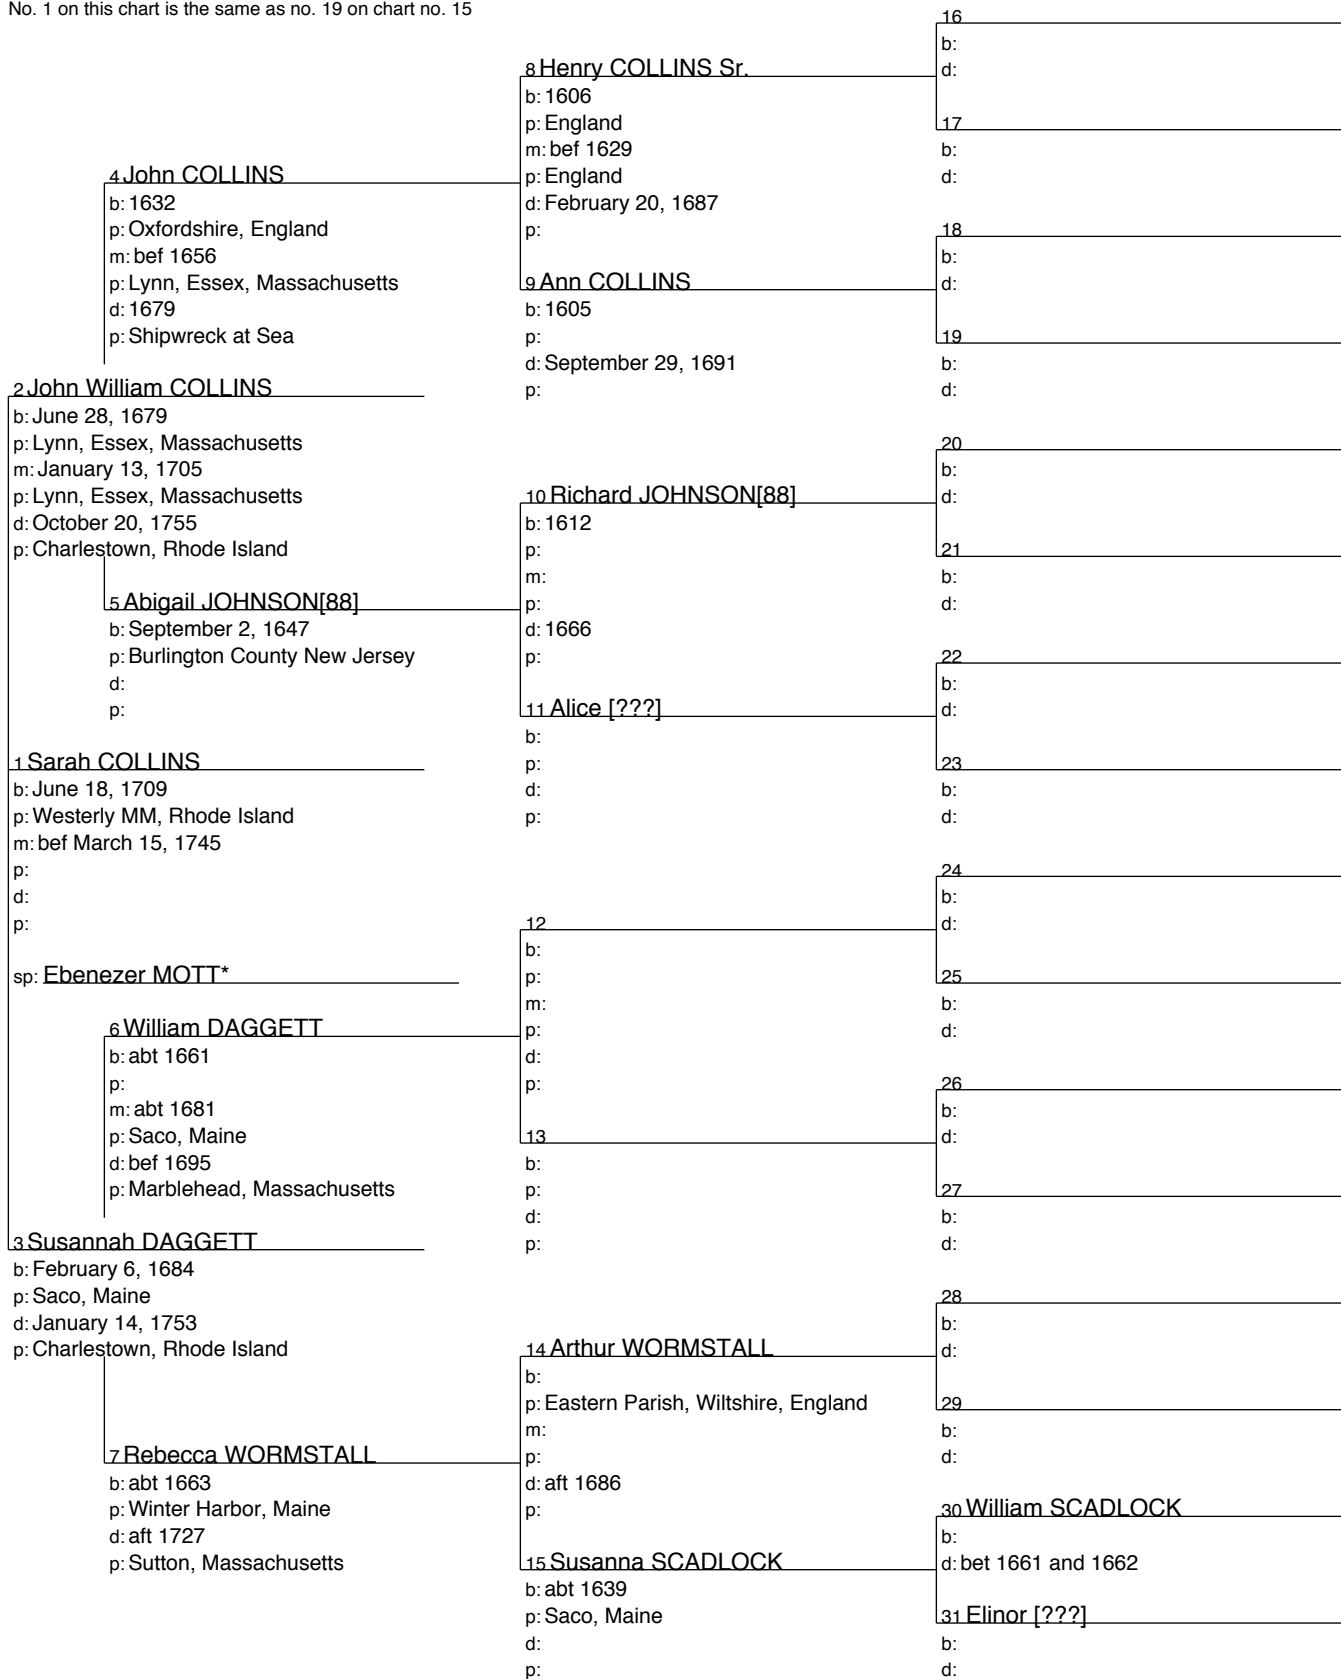 No. 1 on this chart is the same as no. 19 on chart no. 15
2 John William COLLINS
b: June 28, 1679
p: Lynn, Essex, Massachusetts
m: January 13, 1705
p: Lynn, Essex, Massachusetts
d: October 20, 1755
p: Charlestown, Rhode Island
1 Sarah COLLINS
b: June 18, 1709
p: Westerly MM, Rhode Island
m: bef March 15, 1745
p:
d:
p:
sp: Ebenezer MOTT*
3 Susannah DAGGETT
b: February 6, 1684
p: Saco, Maine
d: January 14, 1753
p: Charlestown, Rhode Island
4 John COLLINS
b: 1632
p: Oxfordshire, England
m: bef 1656
p: Lynn, Essex, Massachusetts
d: 1679
p: Shipwreck at Sea
5 Abigail JOHNSON[88]
b: September 2, 1647
p: Burlington County New Jersey
d:
p:
6 William DAGGETT
b: abt 1661
p:
m: abt 1681
p: Saco, Maine
d: bef 1695
p: Marblehead, Massachusetts
7 Rebecca WORMSTALL
b: abt 1663
p: Winter Harbor, Maine
d: aft 1727
p: Sutton, Massachusetts
8 Henry COLLINS Sr.
b: 1606
p: England
m: bef 1629
p: England
d: February 20, 1687
p:
9 Ann COLLINS
b: 1605
p:
d: September 29, 1691
p:
10 Richard JOHNSON[88]
b: 1612
p:
m:
p:
d: 1666
p:
11 Alice [???]
b:
p:
d:
p:
12
b:
p:
m:
p:
d:
p:
13
b:
p:
d:
p:
14 Arthur WORMSTALL
b:
p: Eastern Parish, Wiltshire, England
m:
p:
d: aft 1686
p:
15 Susanna SCADLOCK
b: abt 1639
p: Saco, Maine
d:
p:
16
b:
d:
17
b:
d:
18
b:
d:
19
b:
d:
20
b:
d:
21
b:
d:
22
b:
d:
23
b:
d:
24
b:
d:
25
b:
d:
26
b:
d:
27
b:
d:
28
b:
d:
29
b:
d:
30 William SCADLOCK
b:
d: bet 1661 and 1662
31 Elinor [???]
b:
d: